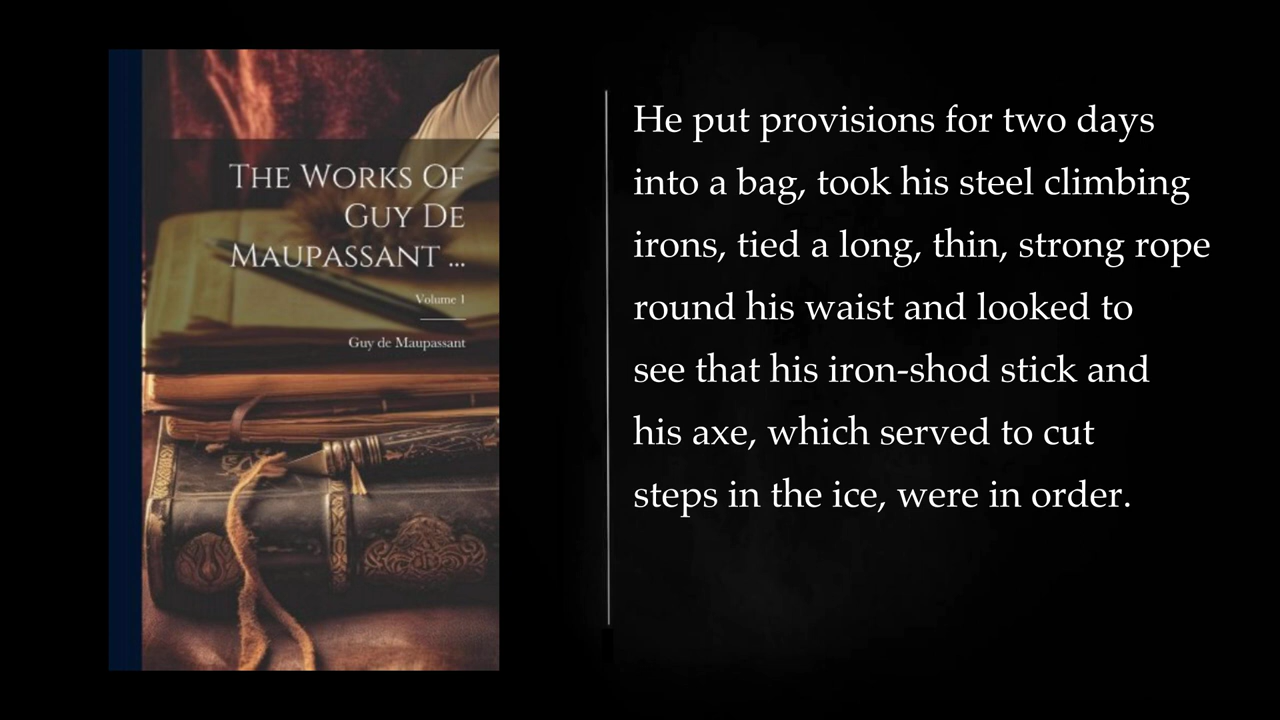 THE WORKS OF
GUY DE
MAUPASSANT ...
Volume 1
Guy de Maupassant
He put provisions for two days
into a bag, took his steel climbing
irons, tied a long, thin, strong rope
round his waist and looked to
see that his iron-shod stick and
his axe, which served to cut
steps in the ice, were in order.